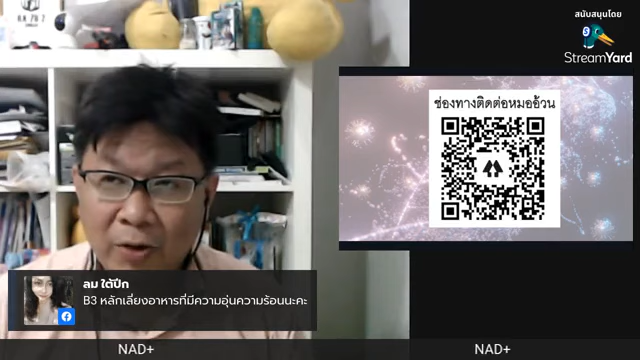 สนับสนุนโดย
StreamYard
ช่องทางติดต่อหมออ้วน
ลม ใต้ปีก
B3 หลักเลี่ยงอาหารที่มีความอุ่นความร้อนนะคะ
NAD+
NAD+